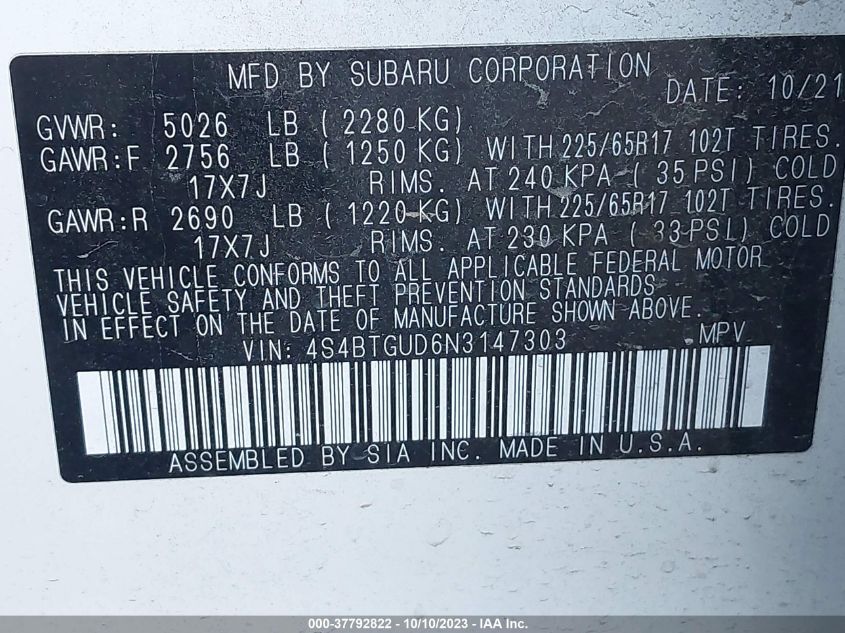 MFD BY SUBARU CORPORATION
DATE: 10/21
GVWR: 5026 LB ( 2280 KG)
GAWR:F 2756 LB ( 1250 KG) WITH 225/65R17 102T TIRES.
17X7J RIMS. AT 240 KPA ( 35 PSI) COLD
GAWR:R 2690 LB ( 1220 KG) WITH 225/65R17 102T TIRES.
17X7J RIMS. AT 230 KPA ( 33 PSI) COLD
THIS VEHICLE CONFORMS TO ALL APPLICABLE FEDERAL MOTOR
VEHICLE SAFETY AND THEFT PREVENTION STANDARDS
IN EFFECT ON THE DATE OF MANUFACTURE SHOWN ABOVE.
VIN: 4S4BTGUD6N3147303 MPV
ASSEMBLED BY SIA INC. MADE IN U.S.A.
000-37792822 - 10/10/2023 - IAA Inc.